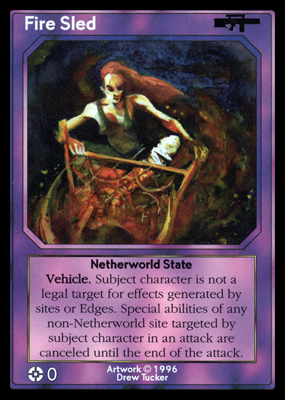 Fire Sled
Netherworld State
Vehicle. Subject character is not a
legal target for effects generated by
sites or Edges. Special abilities of any
non-Netherworld site targeted by
subject character in an attack are
canceled until the end of the attack.
0
Artwork © 1996
Drew Tucker